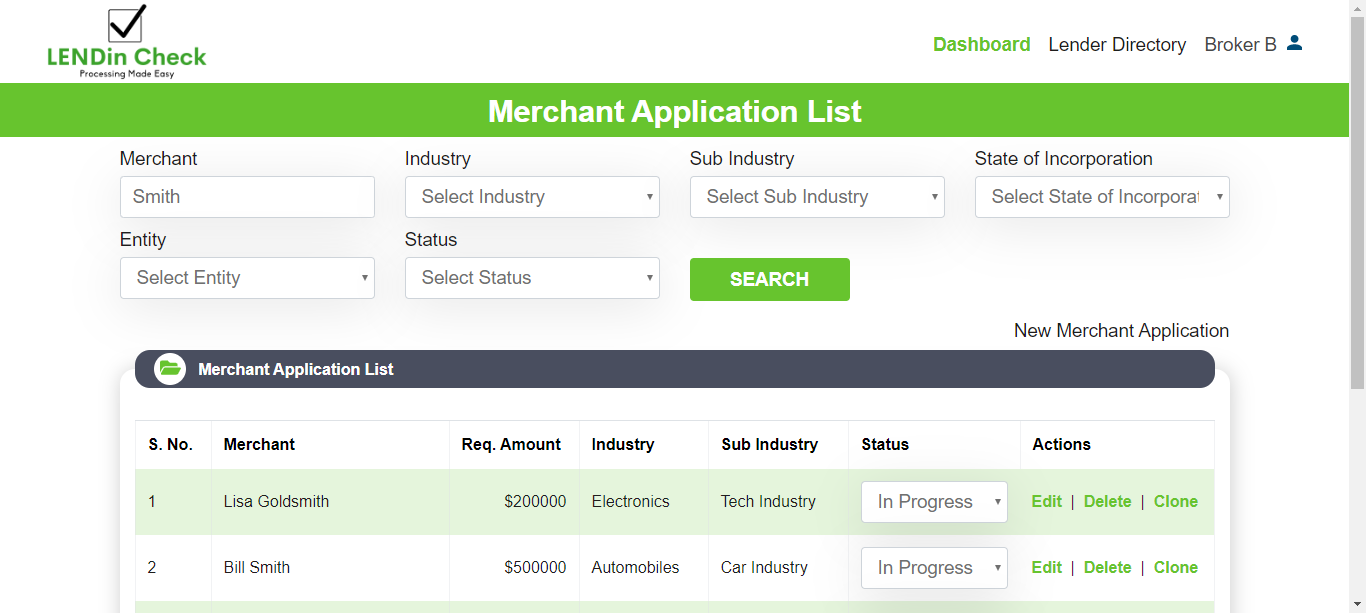 LENDin Check
Processing Made Easy
Dashboard Lender Directory Broker B
Merchant Application List
Merchant Industry Sub Industry State of Incorporation
Smith Select Industry Select Sub Industry Select State of Incorporat
Entity Status
Select Entity Select Status SEARCH
New Merchant Application
Merchant Application List
S. No. Merchant Req. Amount Industry Sub Industry Status Actions
1 Lisa Goldsmith $200000 Electronics Tech Industry In Progress Edit | Delete | Clone
2 Bill Smith $500000 Automobiles Car Industry In Progress Edit | Delete | Clone